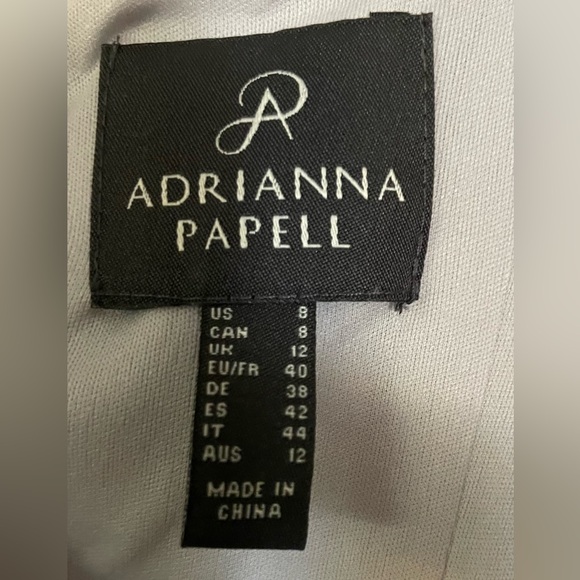 AP
ADRIANNA
PAPELL
US 8
CAN 8
UK 12
EU/FR 40
DE 38
ES 42
IT 44
AUS 12
MADE IN
CHINA